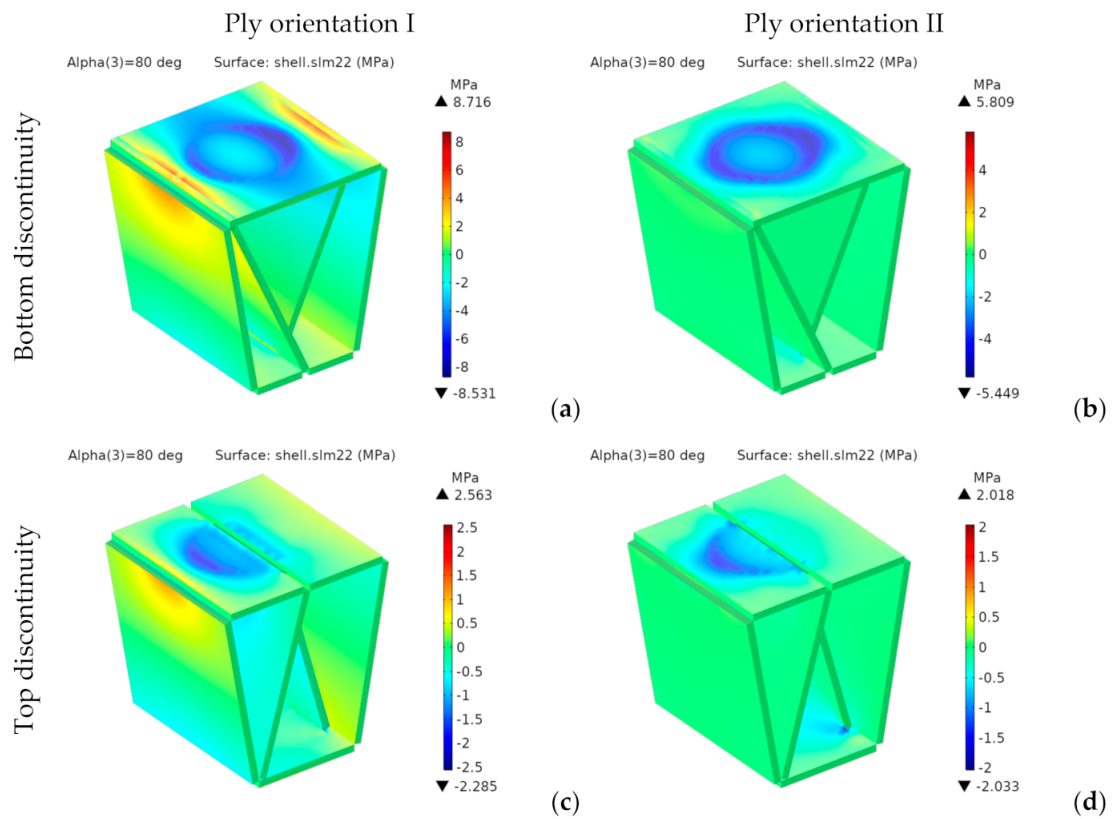 Ply orientation I
Ply orientation II
Bottom discontinuity
Alpha(3)=80 deg Surface: shell.slm22 (MPa)
MPa
▲ 8.716
8
6
4
2
0
-2
-4
-6
-8
▼ -8.531
(a)
Alpha(3)=80 deg Surface: shell.slm22 (MPa)
MPa
▲ 5.809
4
2
0
-2
-4
▼ -5.449
(b)
Top discontinuity
Alpha(3)=80 deg Surface: shell.slm22 (MPa)
MPa
▲ 2.563
2.5
2
1.5
1
0.5
0
-0.5
-1
-1.5
-2
-2.5
▼ -2.285
(c)
Alpha(3)=80 deg Surface: shell.slm22 (MPa)
MPa
▲ 2.018
2
1.5
1
0.5
0
-0.5
-1
-1.5
-2
▼ -2.033
(d)